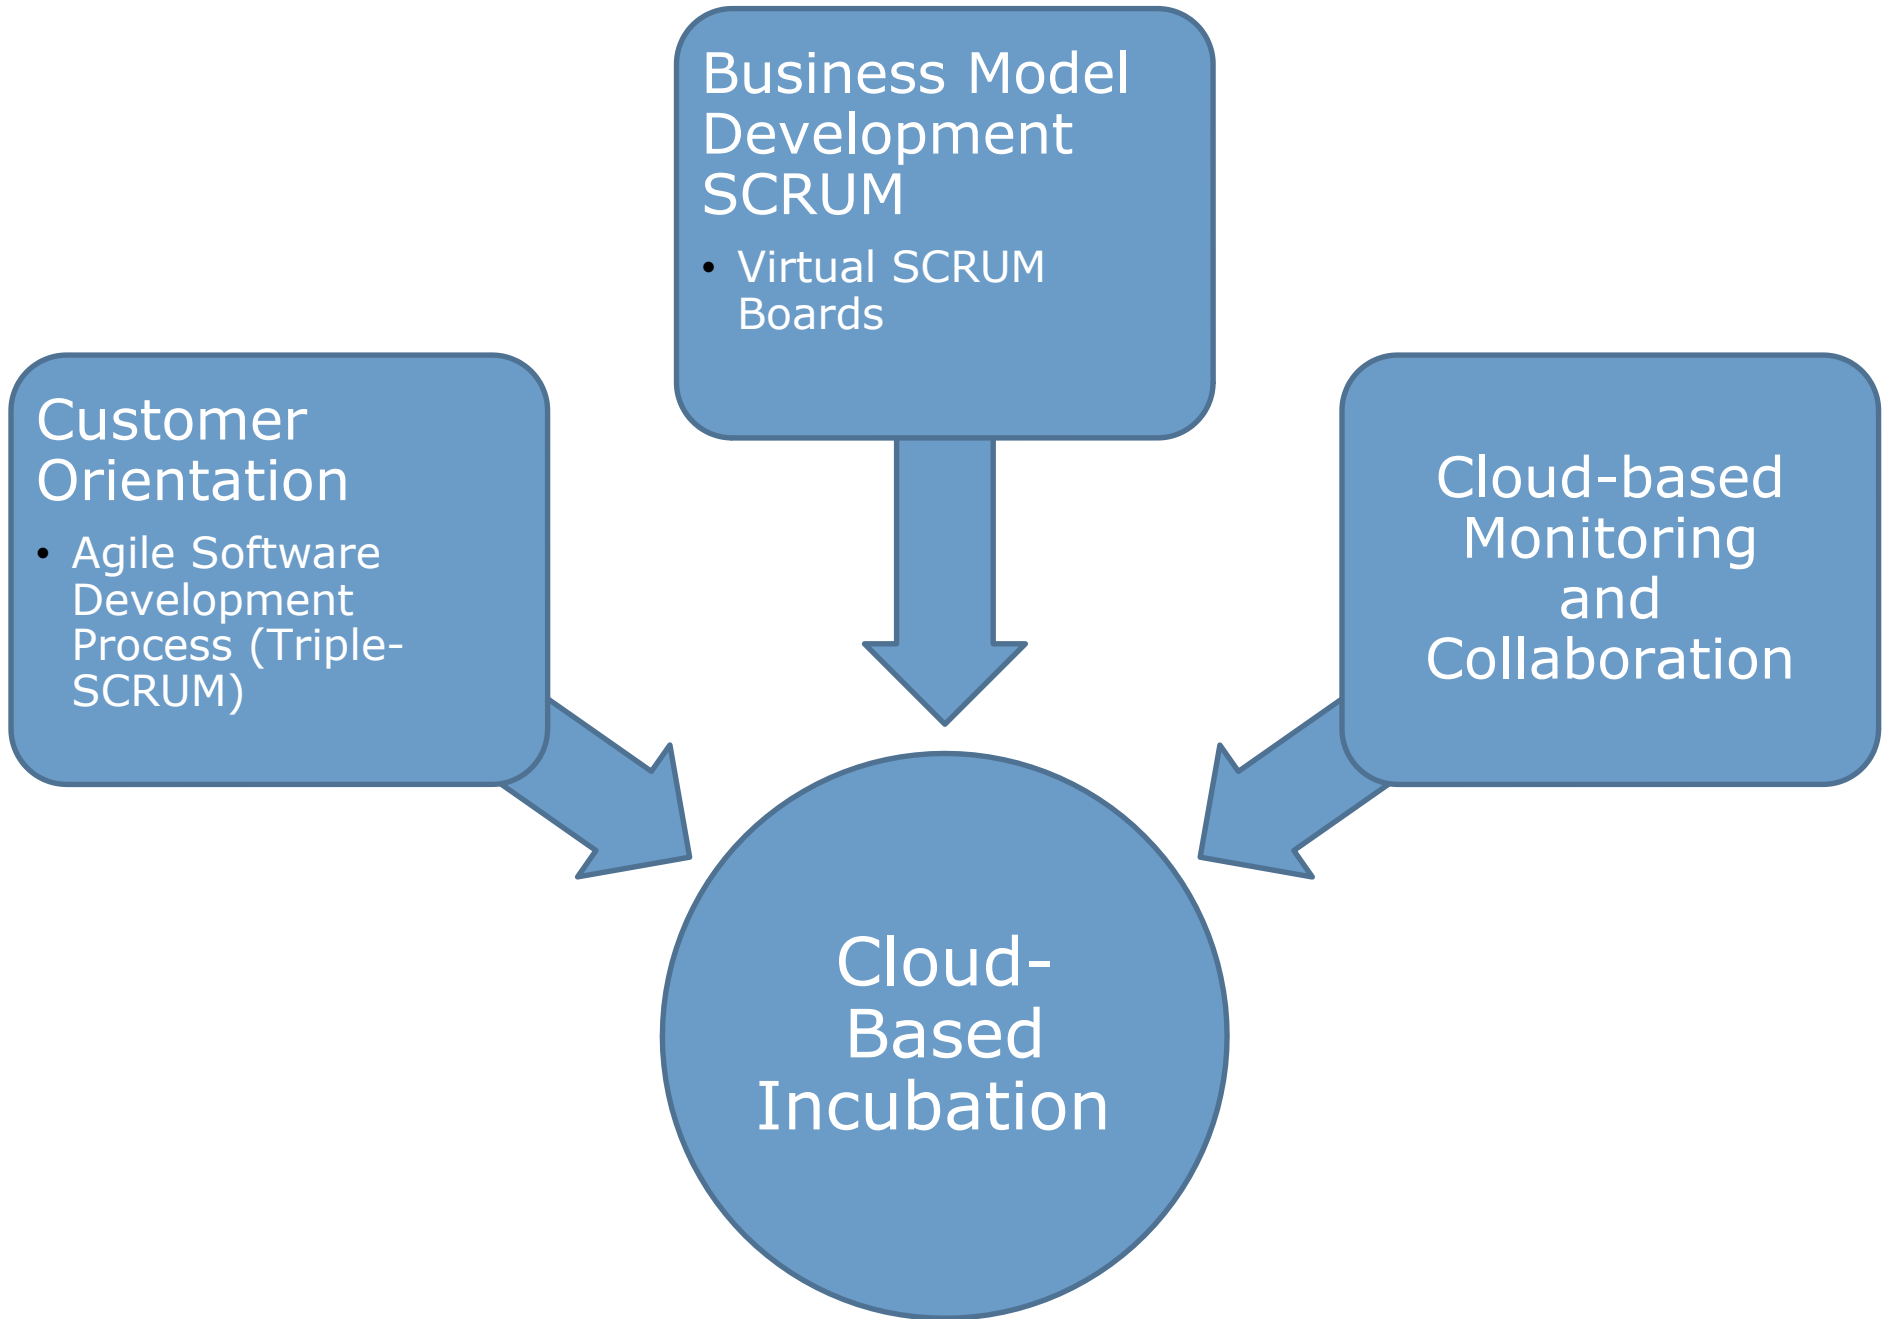 Business Model
Development
SCRUM
• Virtual SCRUM
Boards
Customer
Orientation
• Agile Software
Development
Process (Triple-
SCRUM)
Cloud-based
Monitoring
and
Collaboration
Cloud-
Based
Incubation